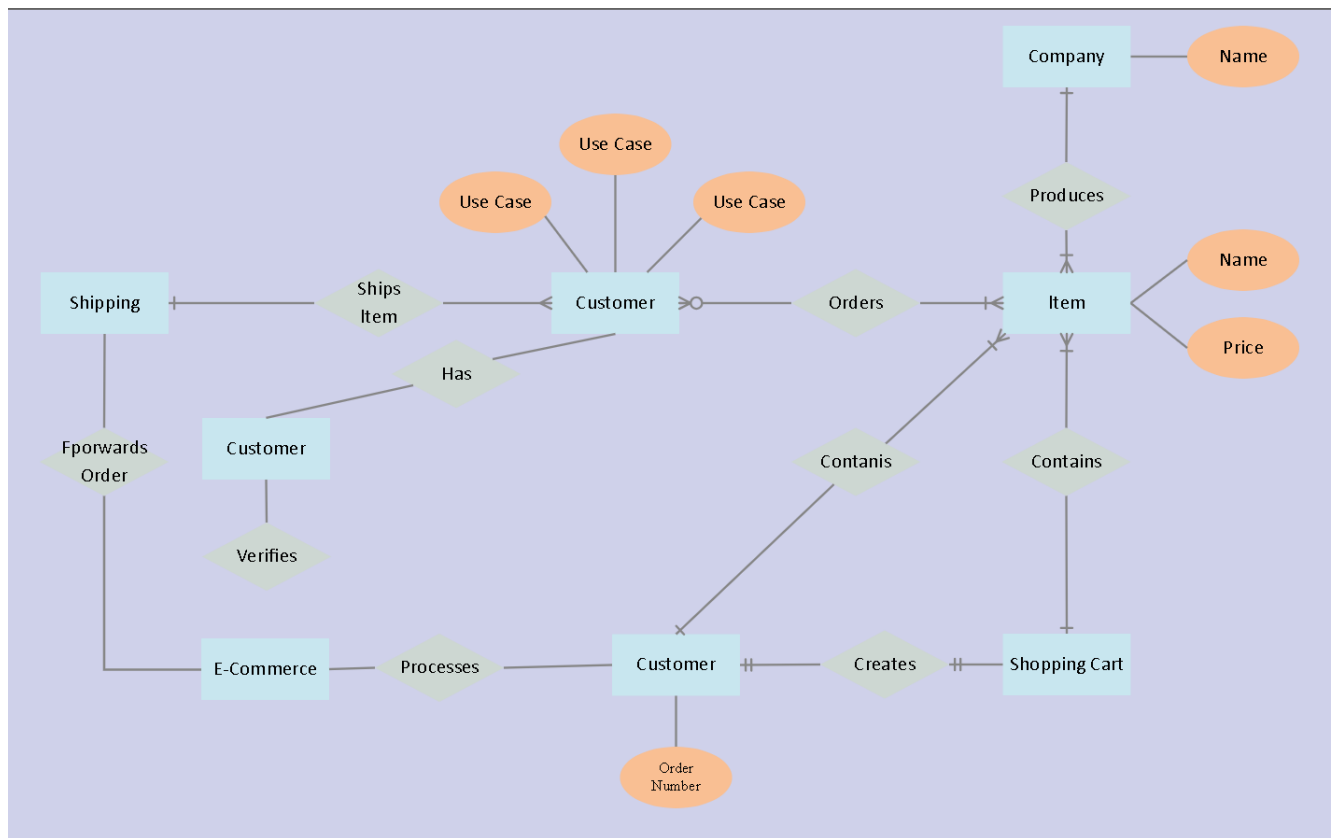 Company
Name
Use Case
Use Case
Use Case
Produces
Name
Shipping
Ships
Item
Customer
Orders
Item
Price
Has
Fporwards
Order
Customer
Contanis
Contains
Verifies
E-Commerce
Processes
Customer
Creates
Shopping Cart
Order
Number